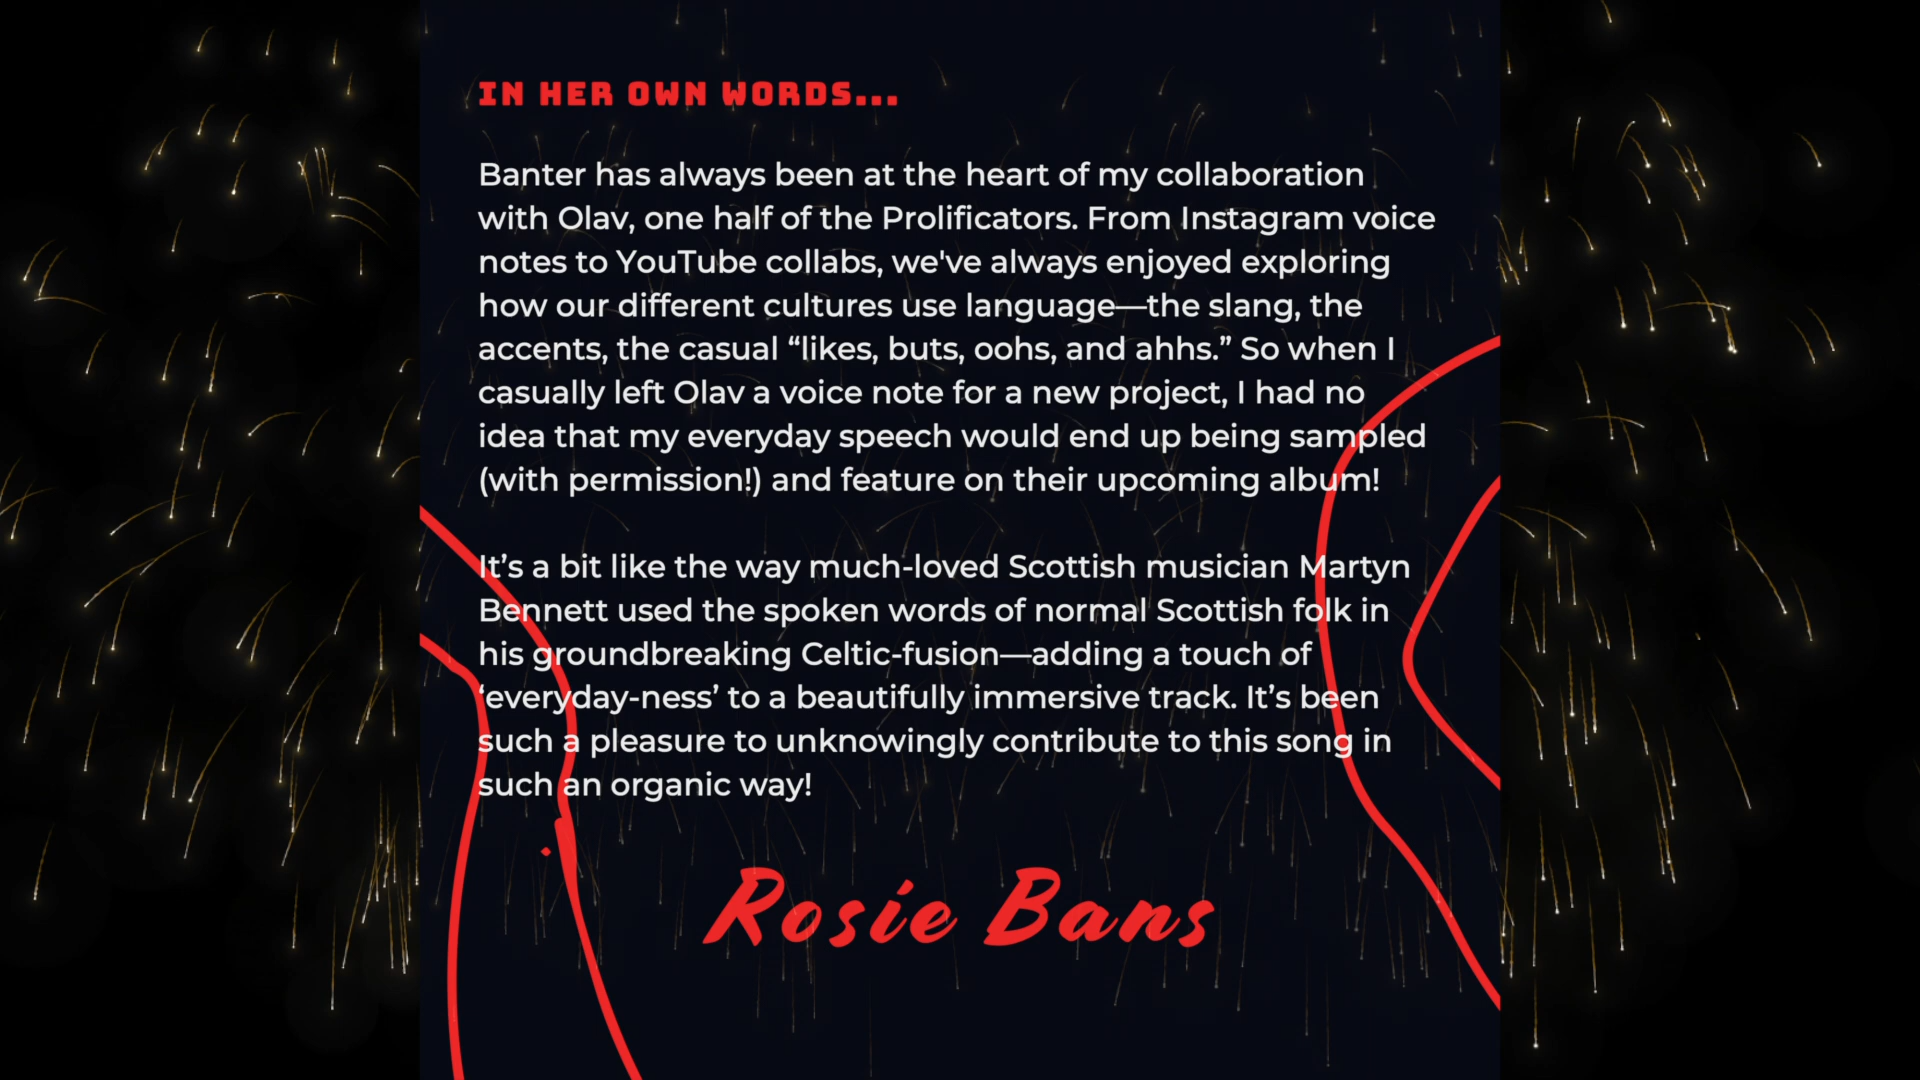 IN HER OWN WORDS...
Banter has always been at the heart of my collaboration
with Olav, one half of the Prolificators. From Instagram voice
notes to YouTube collabs, we've always enjoyed exploring
how our different cultures use language—the slang, the
accents, the casual “likes, buts, oohs, and ahhs.” So when I
casually left Olav a voice note for a new project, I had no
idea that my everyday speech would end up being sampled
(with permission!) and feature on their upcoming album!
It’s a bit like the way much-loved Scottish musician Martyn
Bennett used the spoken words of normal Scottish folk in
his groundbreaking Celtic-fusion—adding a touch of
‘everyday-ness’ to a beautifully immersive track. It’s been
such a pleasure to unknowingly contribute to this song in
such an organic way!
Rosie Bans